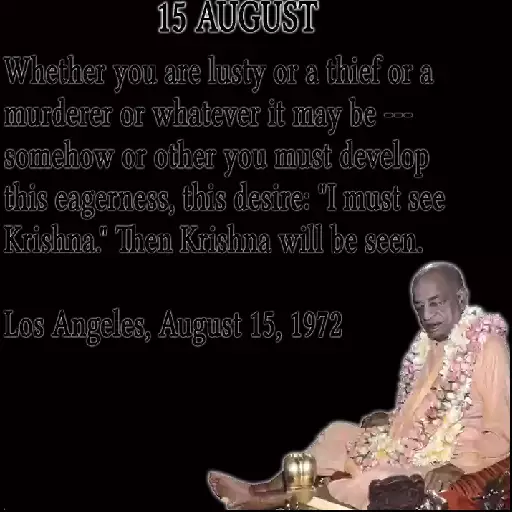 15 AUGUST
Whether you are lusty or a thief or a
murderer or whatever it may be ---
somehow or other you must develop
this eagerness, this desire: "I must see
Krishna." Then Krishna will be seen.
Los Angeles, August 15, 1972